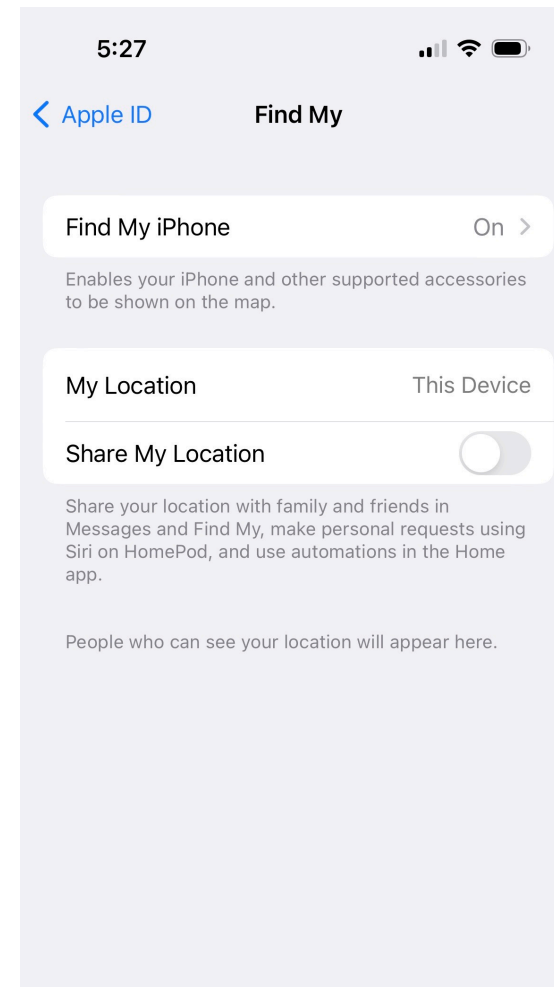 5:27
Apple ID
Find My
Find My iPhone
On
Enables your iPhone and other supported accessories
to be shown on the map.
My Location
This Device
Share My Location
Share your location with family and friends in
Messages and Find My, make personal requests using
Siri on HomePod, and use automations in the Home
app.
People who can see your location will appear here.